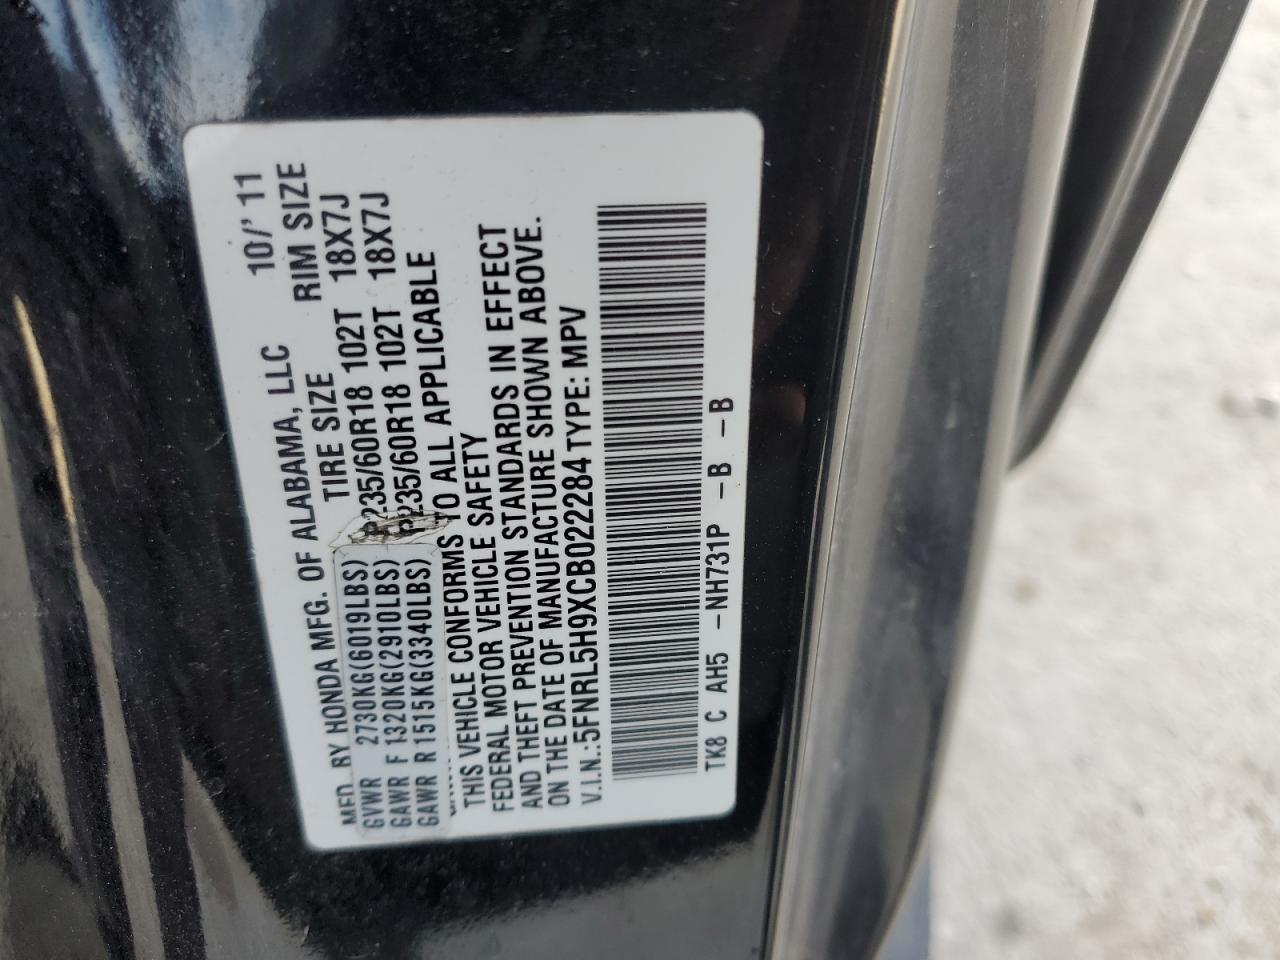 MFD. BY HONDA MFG. OF ALABAMA, LLC 10/'11
TIRE SIZE RIM SIZE
GVWR 2730KG(6019LBS)
GAWR F 1320KG(2910LBS) P235/60R18 102T 18X7J
GAWR R 1515KG(3340LBS) P235/60R18 102T 18X7J
THIS VEHICLE CONFORMS TO ALL APPLICABLE
FEDERAL MOTOR VEHICLE SAFETY
AND THEFT PREVENTION STANDARDS IN EFFECT
ON THE DATE OF MANUFACTURE SHOWN ABOVE.
V.I.N.:5FNRL5H9XCB022284 TYPE: MPV
TK8 C AH5 -NH731P -B -B